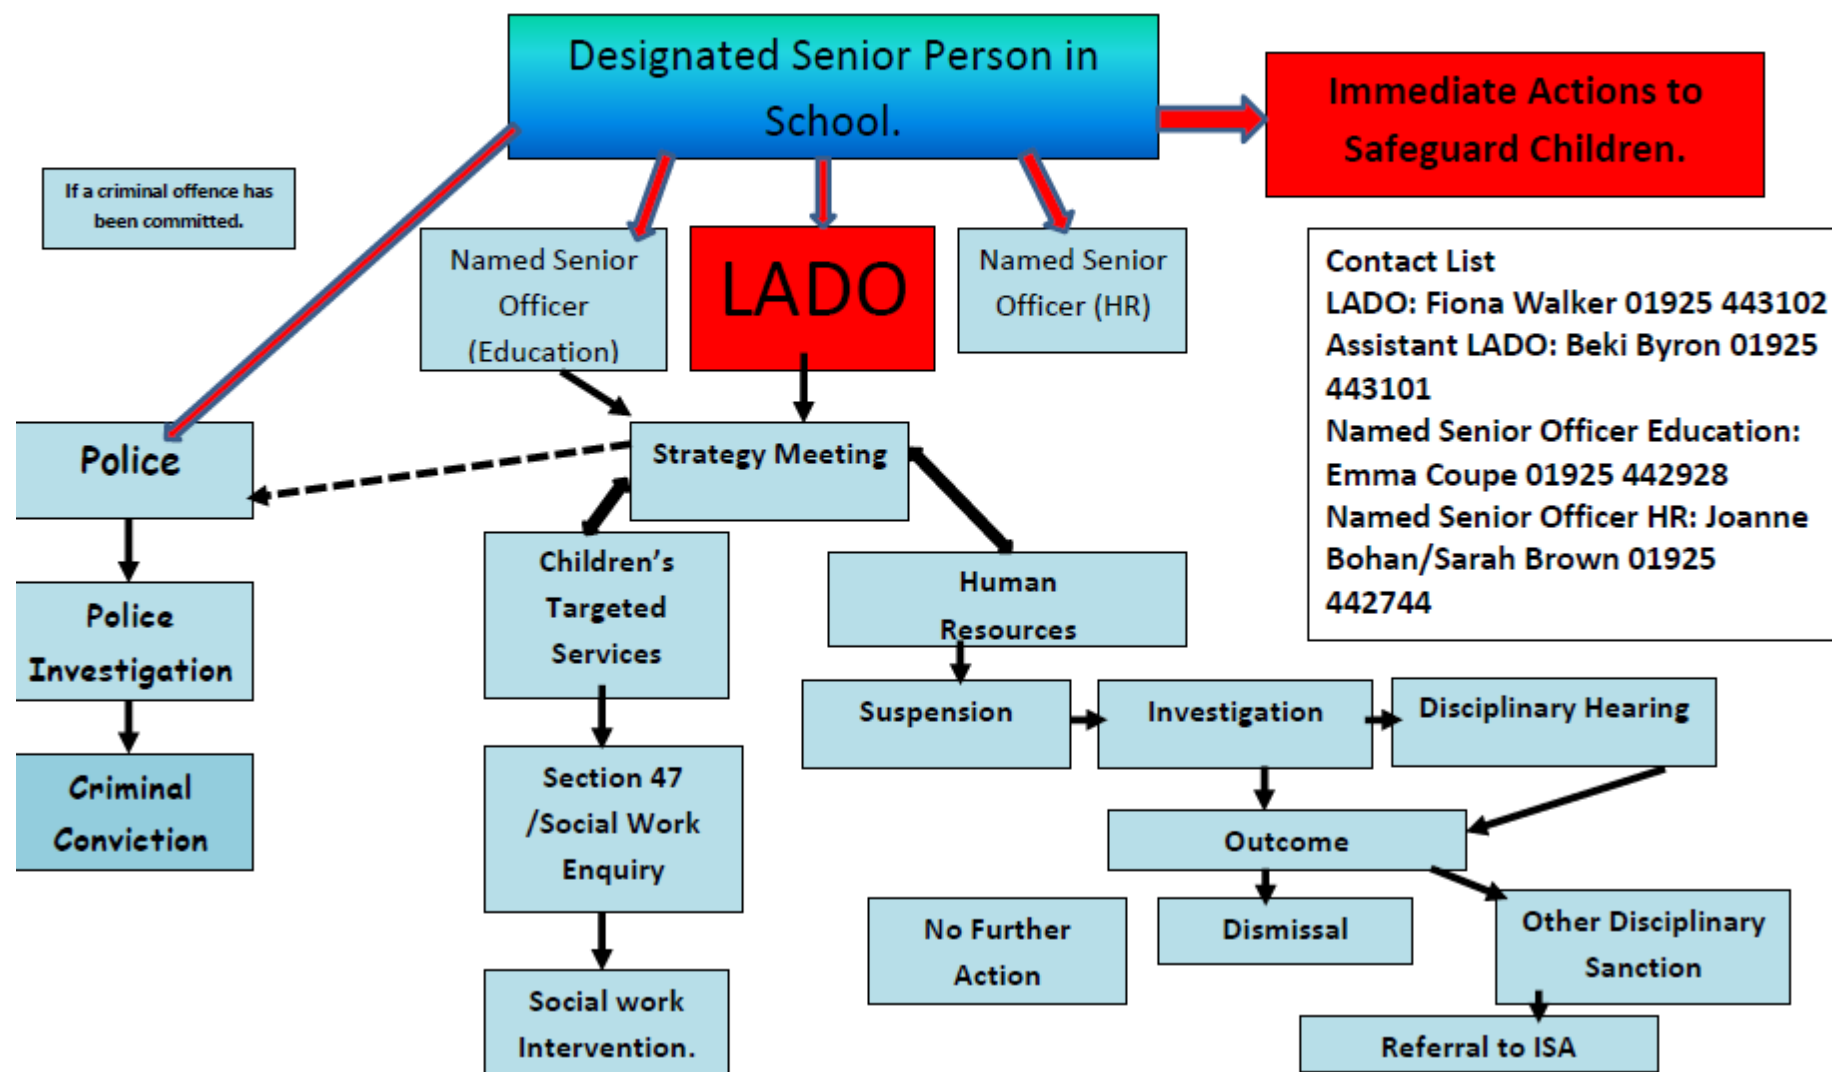 Designated Senior Person in
School.
Immediate Actions to
Safeguard Children.
If a criminal offence has
been committed.
Named Senior
Officer
(Education)
LADO
Named Senior
Officer (HR)
Contact List
LADO: Fiona Walker 01925 443102
Assistant LADO: Beki Byron 01925
443101
Named Senior Officer Education:
Emma Coupe 01925 442928
Named Senior Officer HR: Joanne
Bohan/Sarah Brown 01925
442744
Police
Strategy Meeting
Police
Investigation
Children’s
Targeted
Services
Human
Resources
Suspension
Investigation
Disciplinary Hearing
Criminal
Conviction
Section 47
/Social Work
Enquiry
Outcome
No Further
Action
Dismissal
Other Disciplinary
Sanction
Social work
Intervention.
Referral to ISA